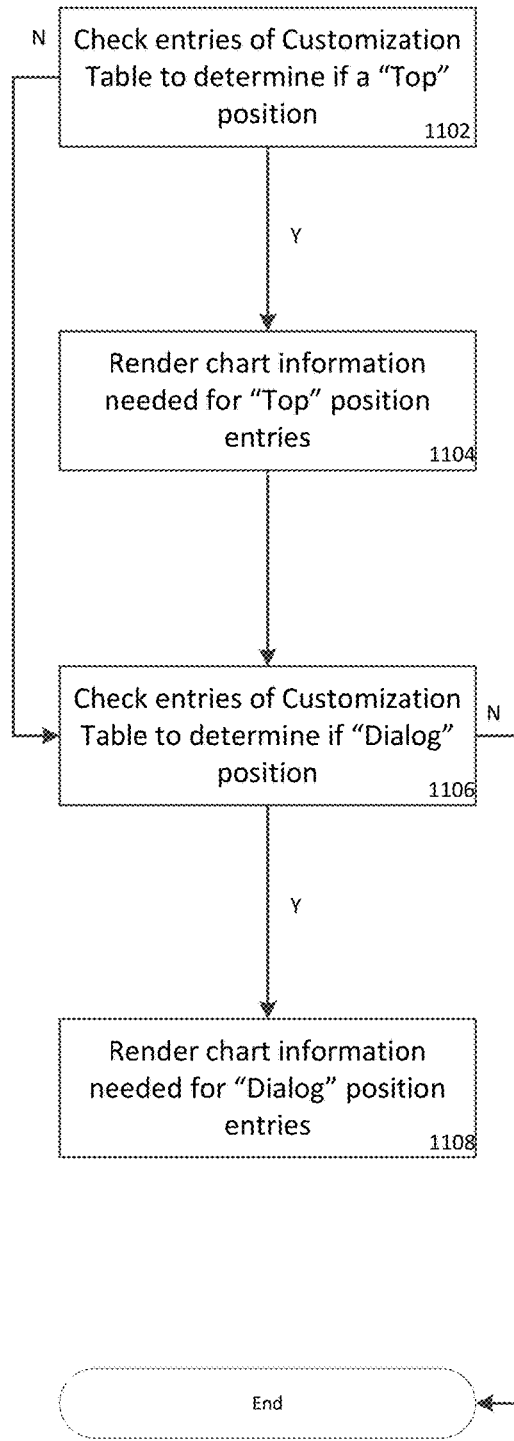 N
Check entries of Customization
Table to determine if a “Top”
position
1102
Y
Render chart information
needed for “Top” position
entries
1104
Check entries of Customization
Table to determine if “Dialog”
position
N
1106
Y
Render chart information
needed for “Dialog” position
entries
1108
End